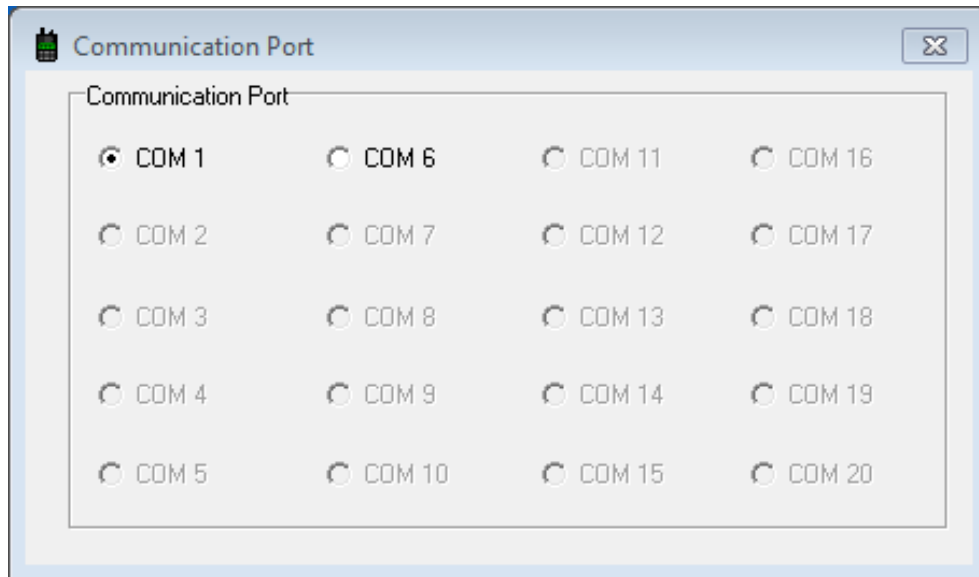 Communication Port
Communication Port
COM 1 COM 6 COM 11 COM 16
COM 2 COM 7 COM 12 COM 17
COM 3 COM 8 COM 13 COM 18
COM 4 COM 9 COM 14 COM 19
COM 5 COM 10 COM 15 COM 20